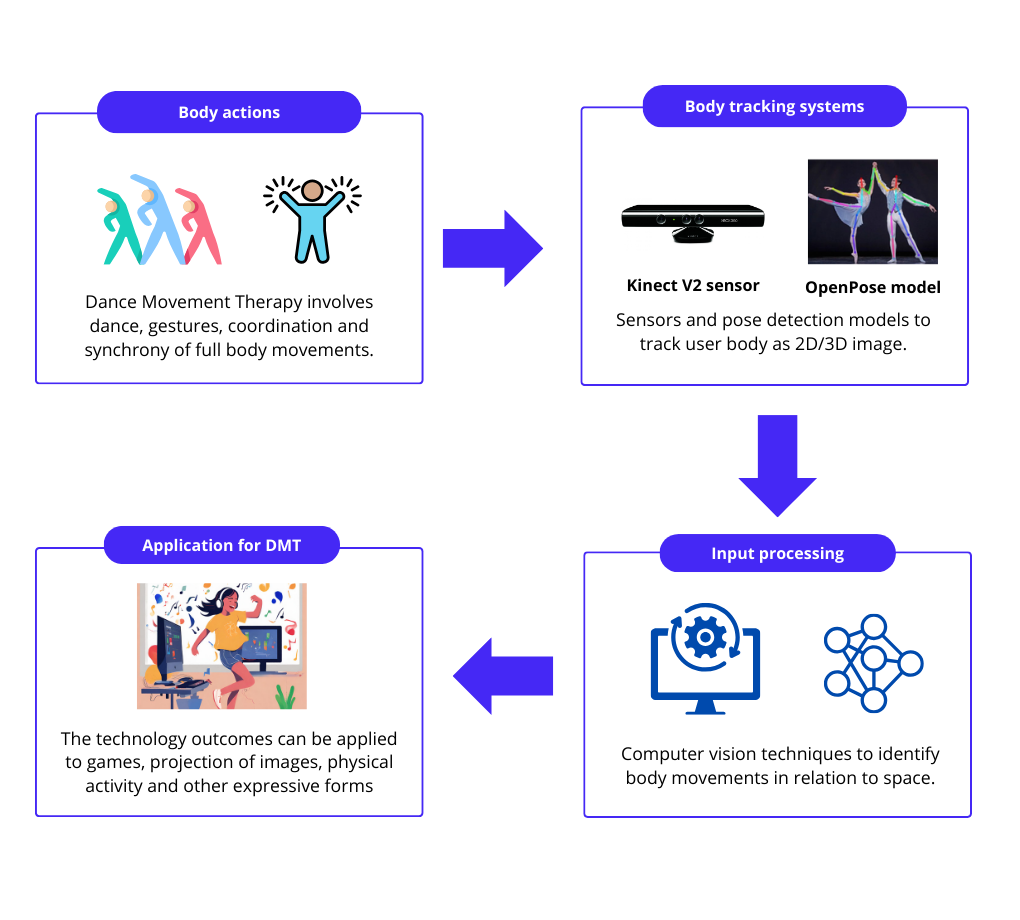 Body actions
Dance Movement Therapy involves
dance, gestures, coordination and
synchrony of full body movements.
Body tracking systems
XBOX 360
Kinect V2 sensor
OpenPose model
Sensors and pose detection models to
track user body as 2D/3D image.
Input processing
Computer vision techniques to identify
body movements in relation to space.
Application for DMT
The technology outcomes can be applied
to games, projection of images, physical
activity and other expressive forms